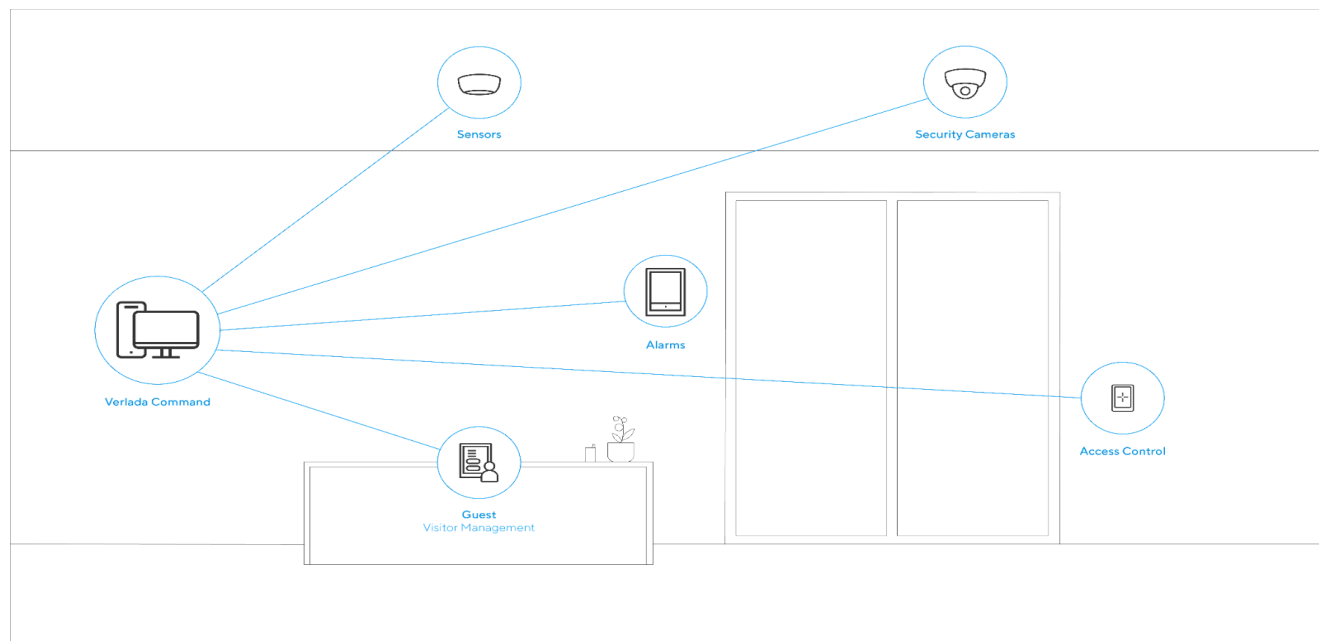 Sensors
Security Cameras
Alarms
Verlada Command
Access Control
Guest
Visitor Management